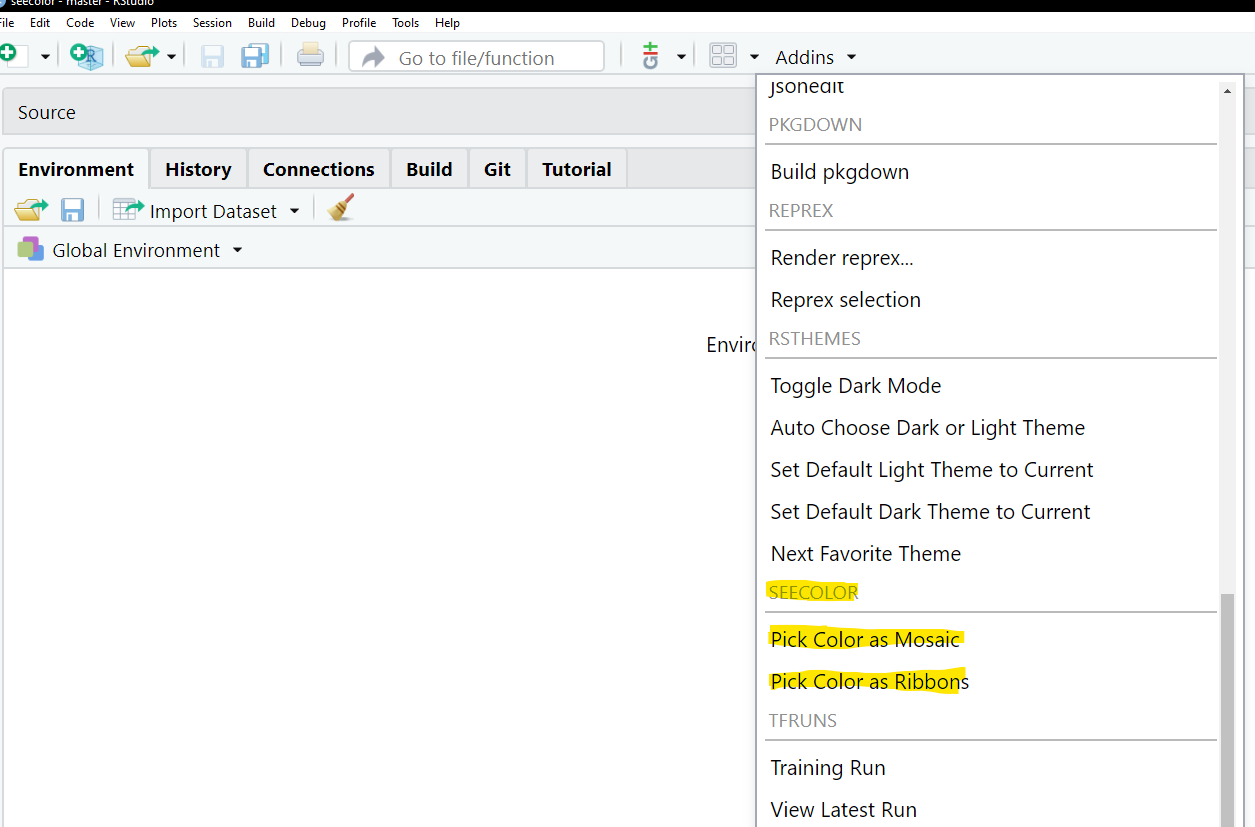 seecolor - master - RStudio
File Edit Code View Plots Session Build Debug Profile Tools Help
Go to file/function
Git
Addins
Source
Environment History Connections Build Git Tutorial
Import Dataset
Global Environment
jsonedit
PKGDOWN
Build pkgdown
REPREX
Render reprex...
Reprex selection
RSTHEMES
Toggle Dark Mode
Auto Choose Dark or Light Theme
Set Default Light Theme to Current
Set Default Dark Theme to Current
Next Favorite Theme
SEECOLOR
Pick Color as Mosaic
Pick Color as Ribbons
TFRUNS
Training Run
View Latest Run